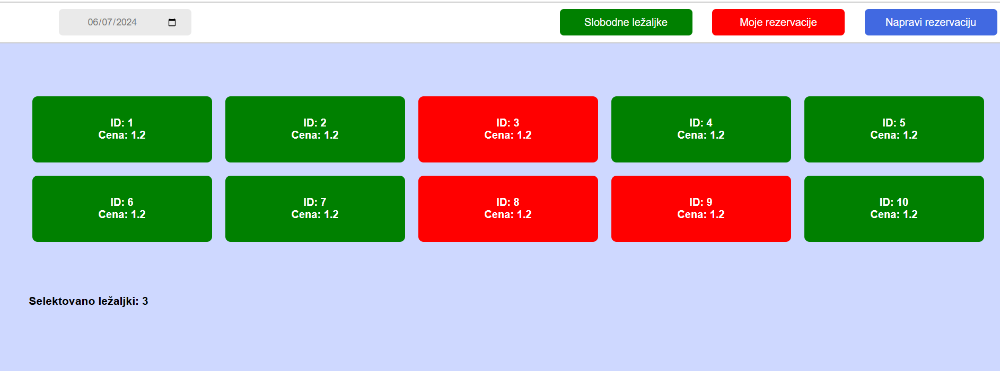 06/07/2024 Slobodne ležaljke Moje rezervacije Napravi rezervaciju
ID: 1
Cena: 1.2
ID: 2
Cena: 1.2
ID: 3
Cena: 1.2
ID: 4
Cena: 1.2
ID: 5
Cena: 1.2
ID: 6
Cena: 1.2
ID: 7
Cena: 1.2
ID: 8
Cena: 1.2
ID: 9
Cena: 1.2
ID: 10
Cena: 1.2
Selektovano ležaljki: 3